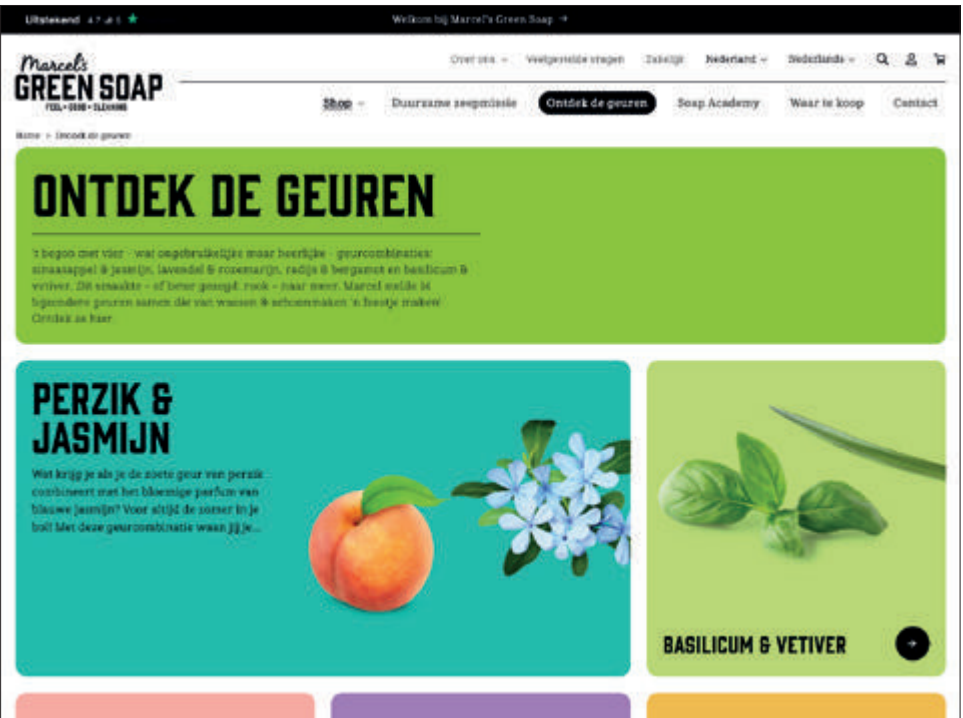 Uitstekend 4.7 5
Welkom bij Marcel's Green Soap →
Marcel's
GREEN SOAP
FEEL • GOOD • CLEANING
Over ons
Veelgestelde vragen
Zakelijk
Nederland
Nederlands
Shop
Duurzame zeepmissie
Ontdek de geuren
Soap Academy
Waar te koop
Contact
Home > Ontdek de geuren
ONTDEK DE GEUREN
't begon met vier - wat ongebruikelijke maar heerlijke - geurcombinaties:
sinaasappel & jasmijn, lavendel & rozemarijn, radijs & bergamot en basilicum &
vetiver. Dit smaakte - of beter gezegd: rook - naar meer. Marcel stelde 14
bijzondere geuren samen die van wassen & schoonmaken 'n feestje maken!
Ontdek ze hier.
PERZIK &
JASMIJN
Wat krijg je als je de zoete geur van perzik
combineert met het bloemige parfum van
blauwe jasmijn? Voor altijd de zomer in je
bol! Met deze geurcombinatie waan jij je...
BASILICUM & VETIVER